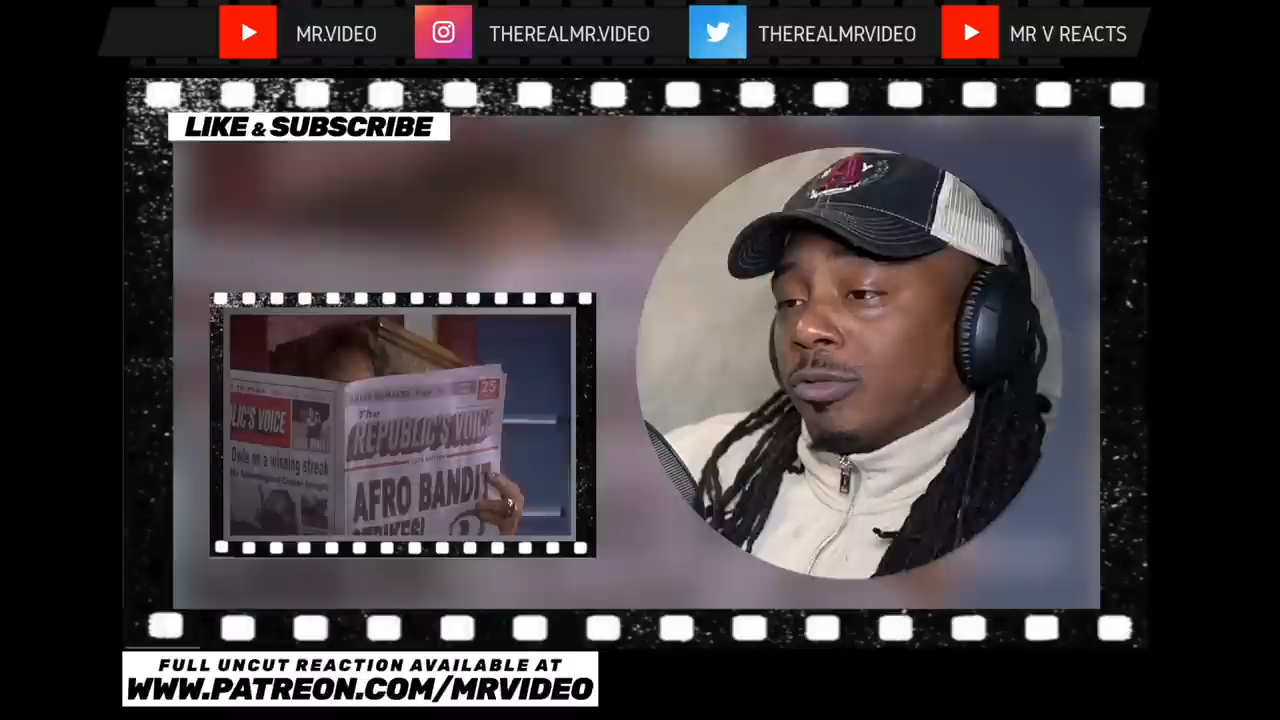 MR.VIDEO
THEREALMR.VIDEO
THEREALMRVIDEO
MR V REACTS
LIKE & SUBSCRIBE
A
25
LIC'S VOICE
The
REPUBLIC'S VOICE
Owls on a winning streak
AFRO BANDIT
STRIKES!
FULL UNCUT REACTION AVAILABLE AT
WWW.PATREON.COM/MRVIDEO